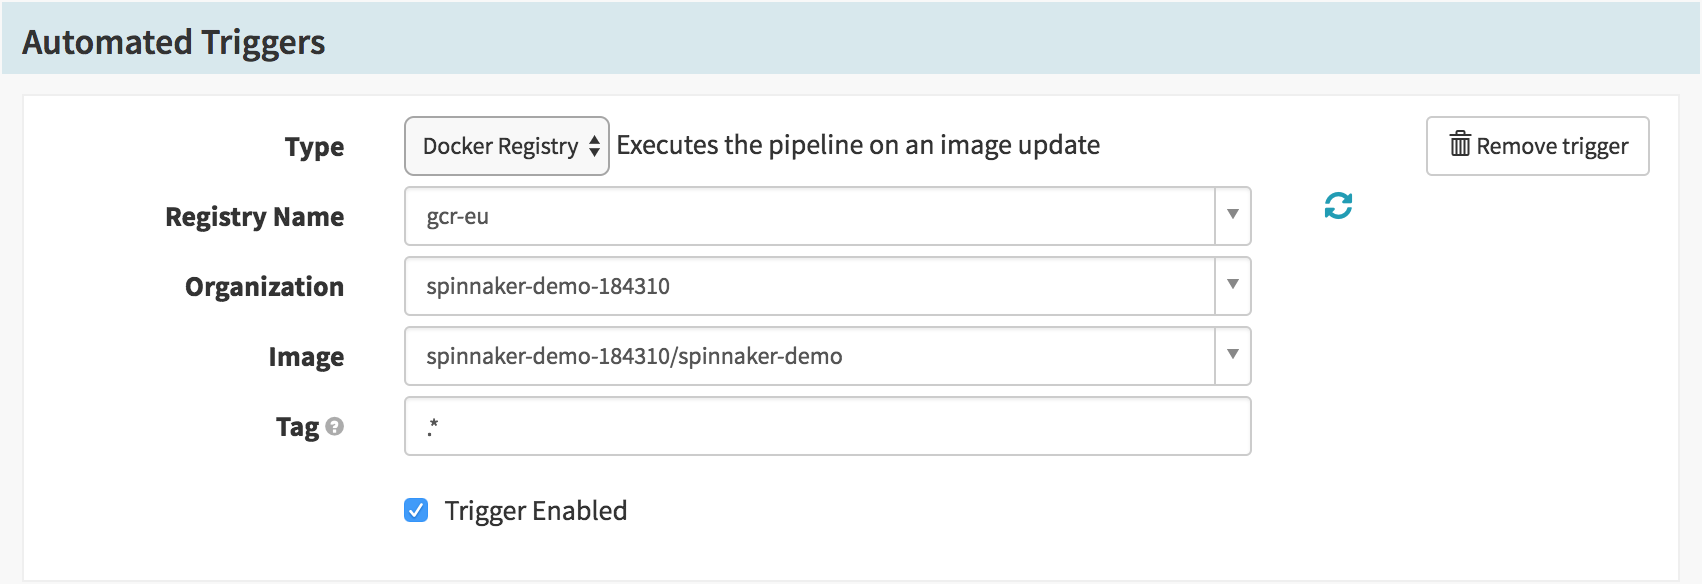 Automated Triggers
Type Docker Registry Executes the pipeline on an image update Remove trigger
Registry Name gcr-eu
Organization spinnaker-demo-184310
Image spinnaker-demo-184310/spinnaker-demo
Tag ? .*
Trigger Enabled